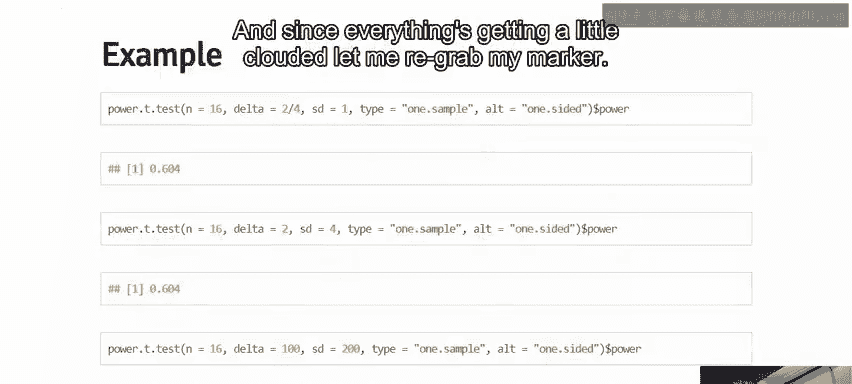 And since everything's getting a little
clouded let me re-grab my marker.
Example
power.t.test(n = 16, delta = 2/4, sd = 1, type = "one.sample", alt = "one.sided")$power
## [1] 0.604
power.t.test(n = 16, delta = 2, sd = 4, type = "one.sample", alt = "one.sided")$power
## [1] 0.604
power.t.test(n = 16, delta = 100, sd = 200, type = "one.sample", alt = "one.sided")$power